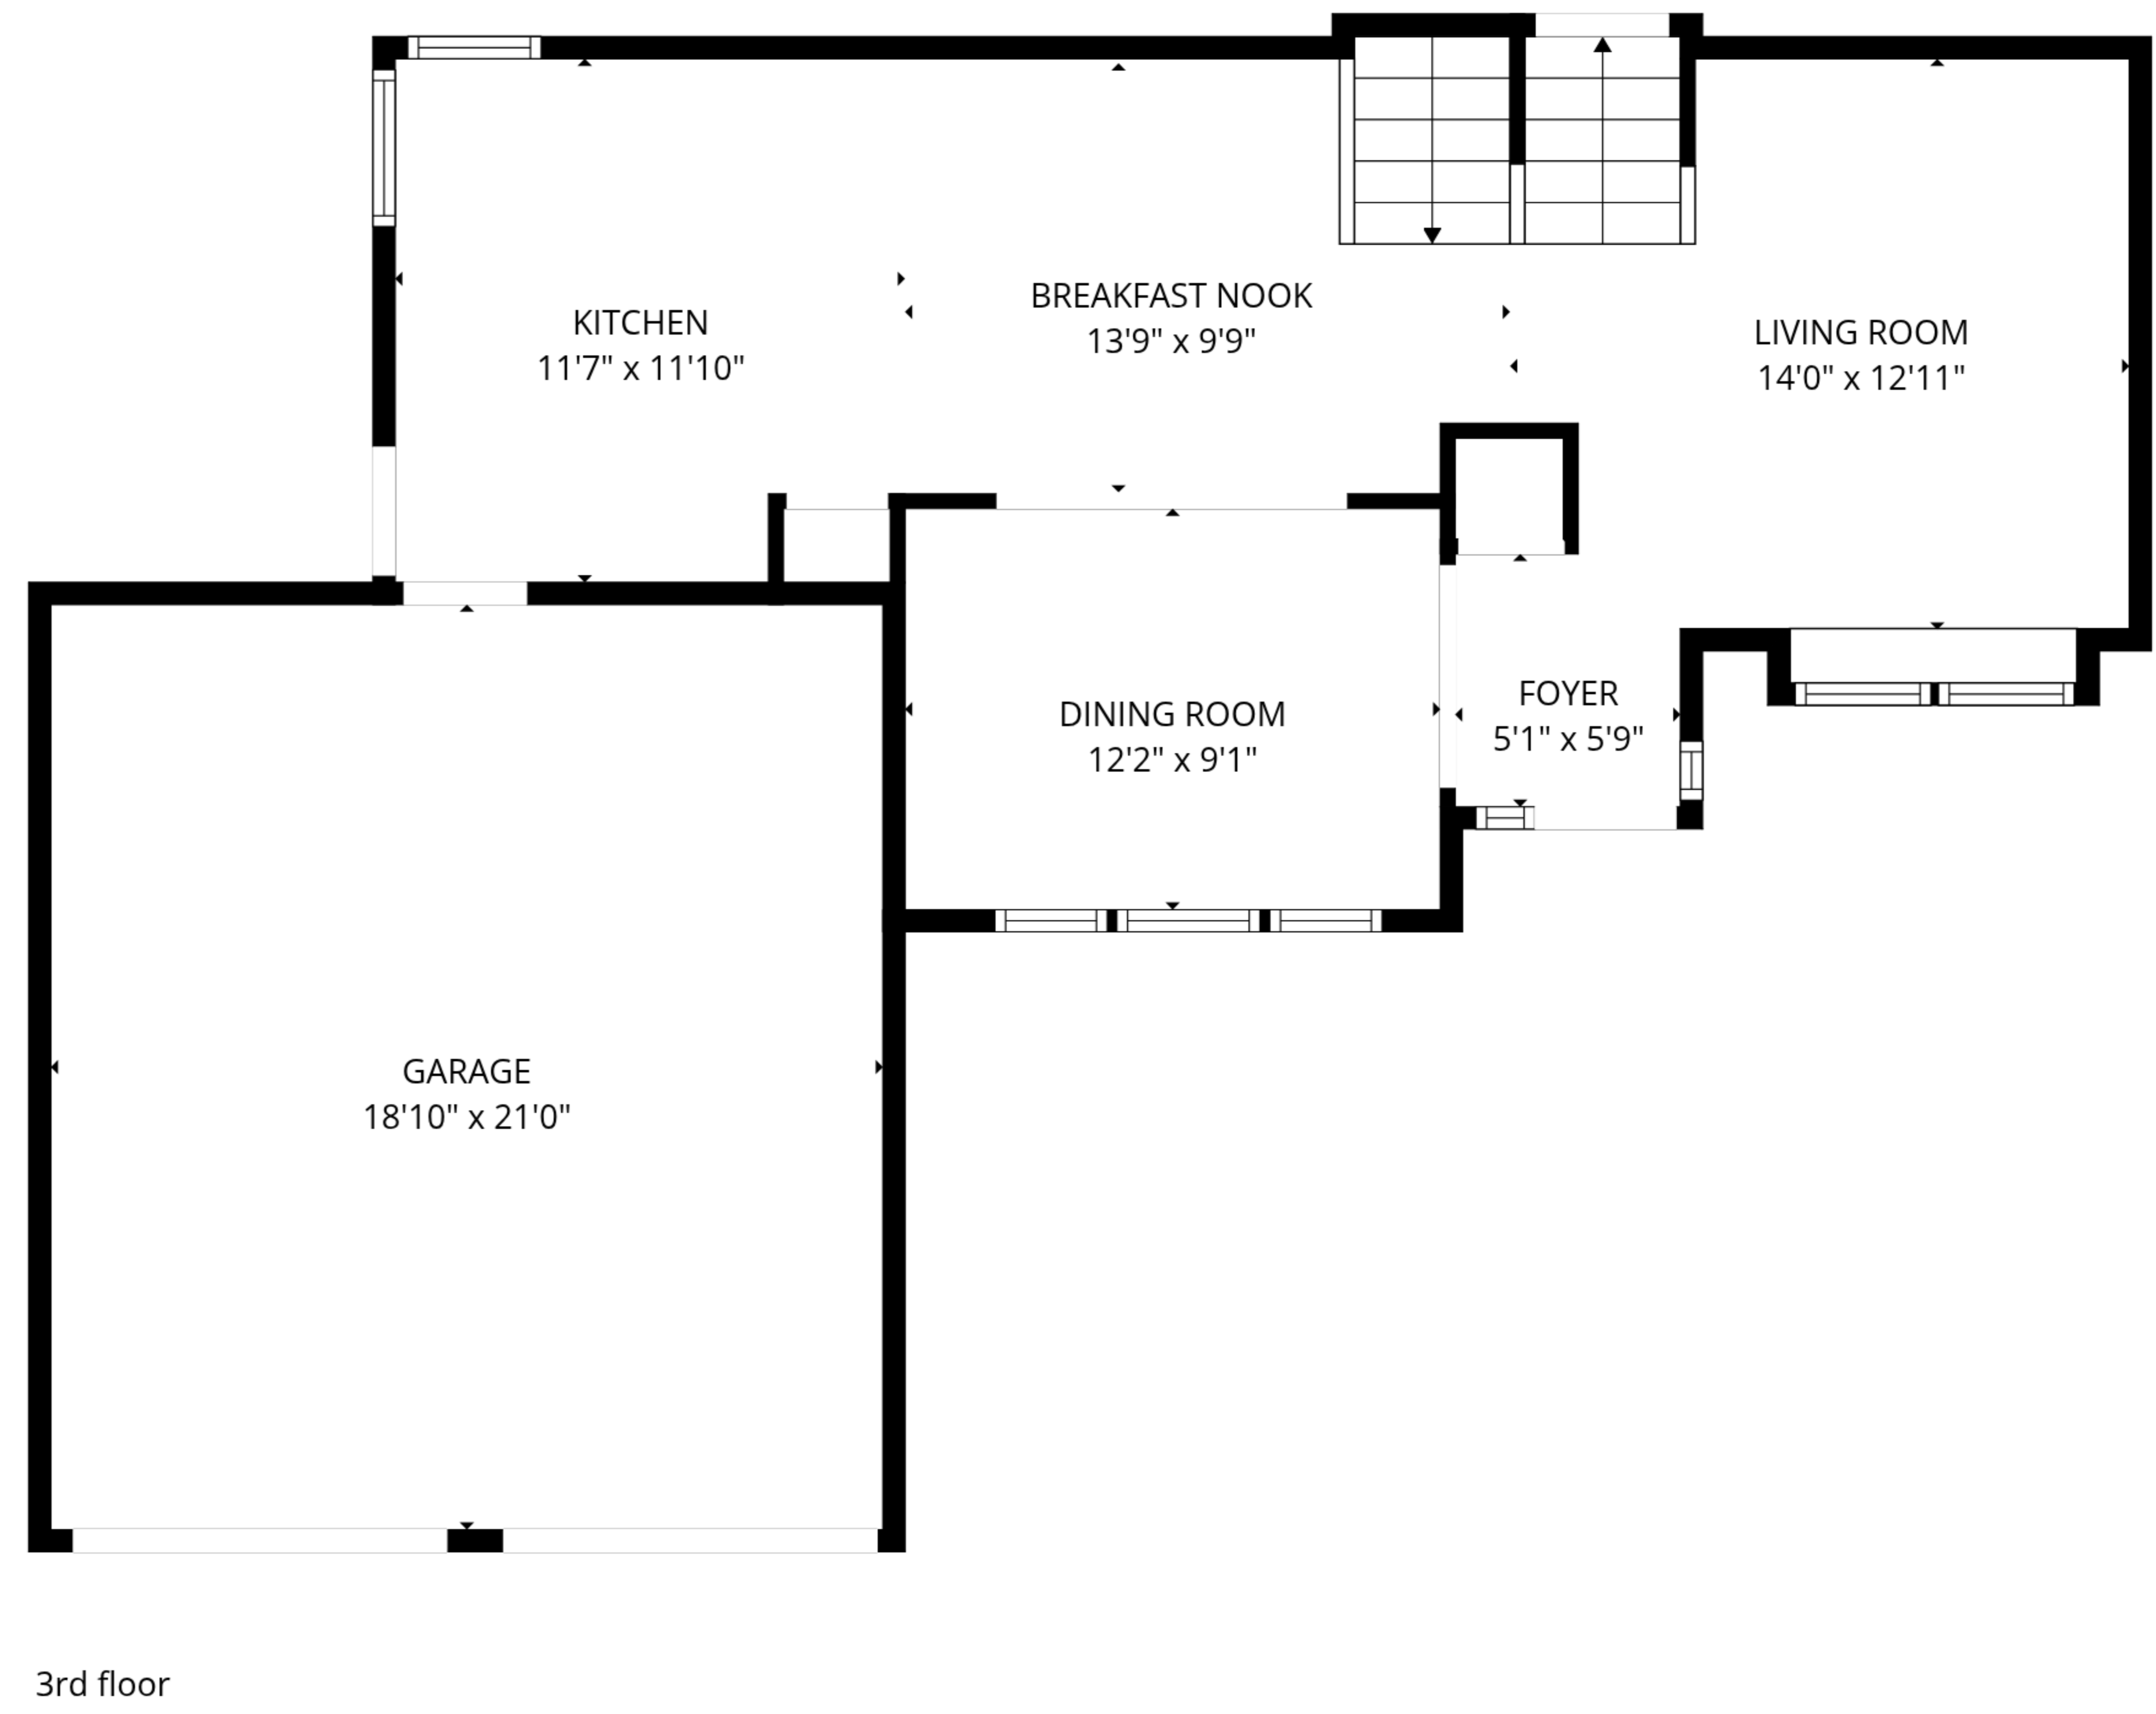 BREAKFAST NOOK
13'9" x 9'9"
KITCHEN
11'7" x 11'10"
LIVING ROOM
14'0" x 12'11"
FOYER
5'1" x 5'9"
DINING ROOM
12'2" x 9'1"
GARAGE
18'10" x 21'0"
3rd floor